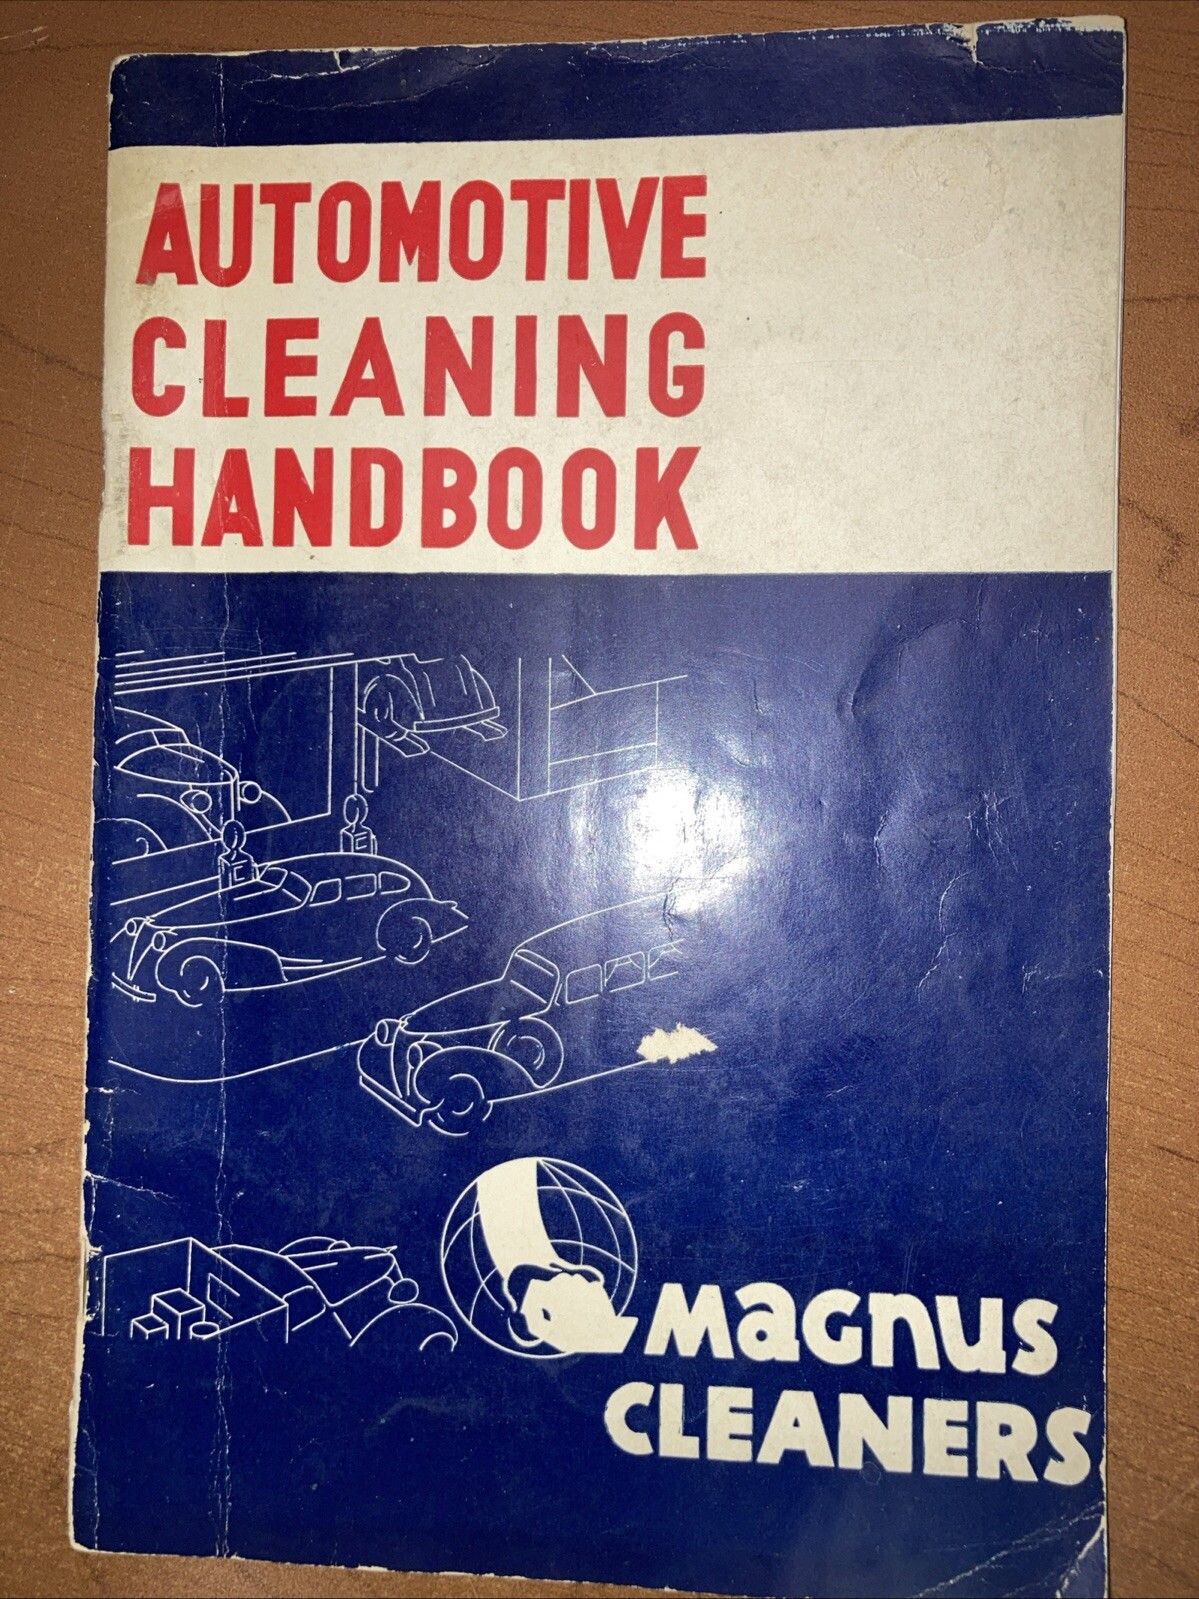 AUTOMOTIVE
CLEANING
HANDBOOK
MAGNUS
CLEANERS